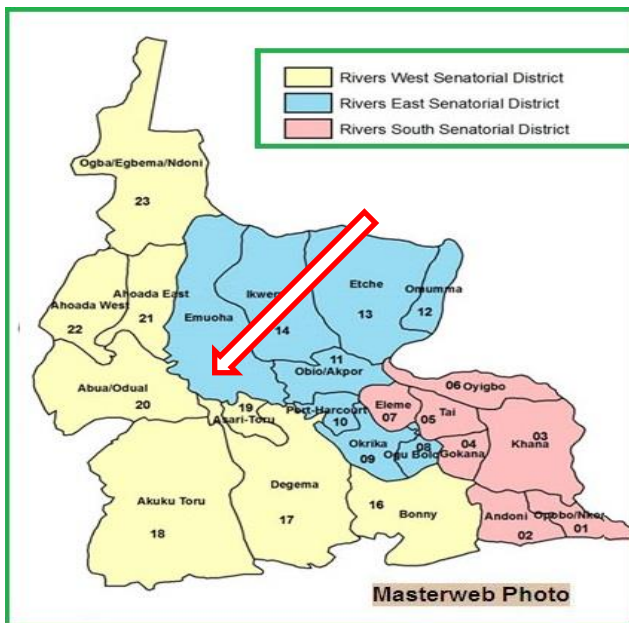 Rivers West Senatorial District
Rivers East Senatorial District
Rivers South Senatorial District
Ogba/Egbema/Ndoni
23
Ahoada East
21
Ahoada West
22
Emuoha
Ikwerr
14
Etche
13
Omumma
12
11
Obio/Akpor
Abua/Odual
20
19
Asari-Toru
Port-Harcourt
10
Eleme
07
06 Oyigbo
Tai
05
Khana
03
04
Gokana
08
Ogu Bolo
Okrika
09
Akuku Toru
18
Degema
17
16
Bonny
Andoni
02
Opobo/Nkor
01
Masterweb Photo